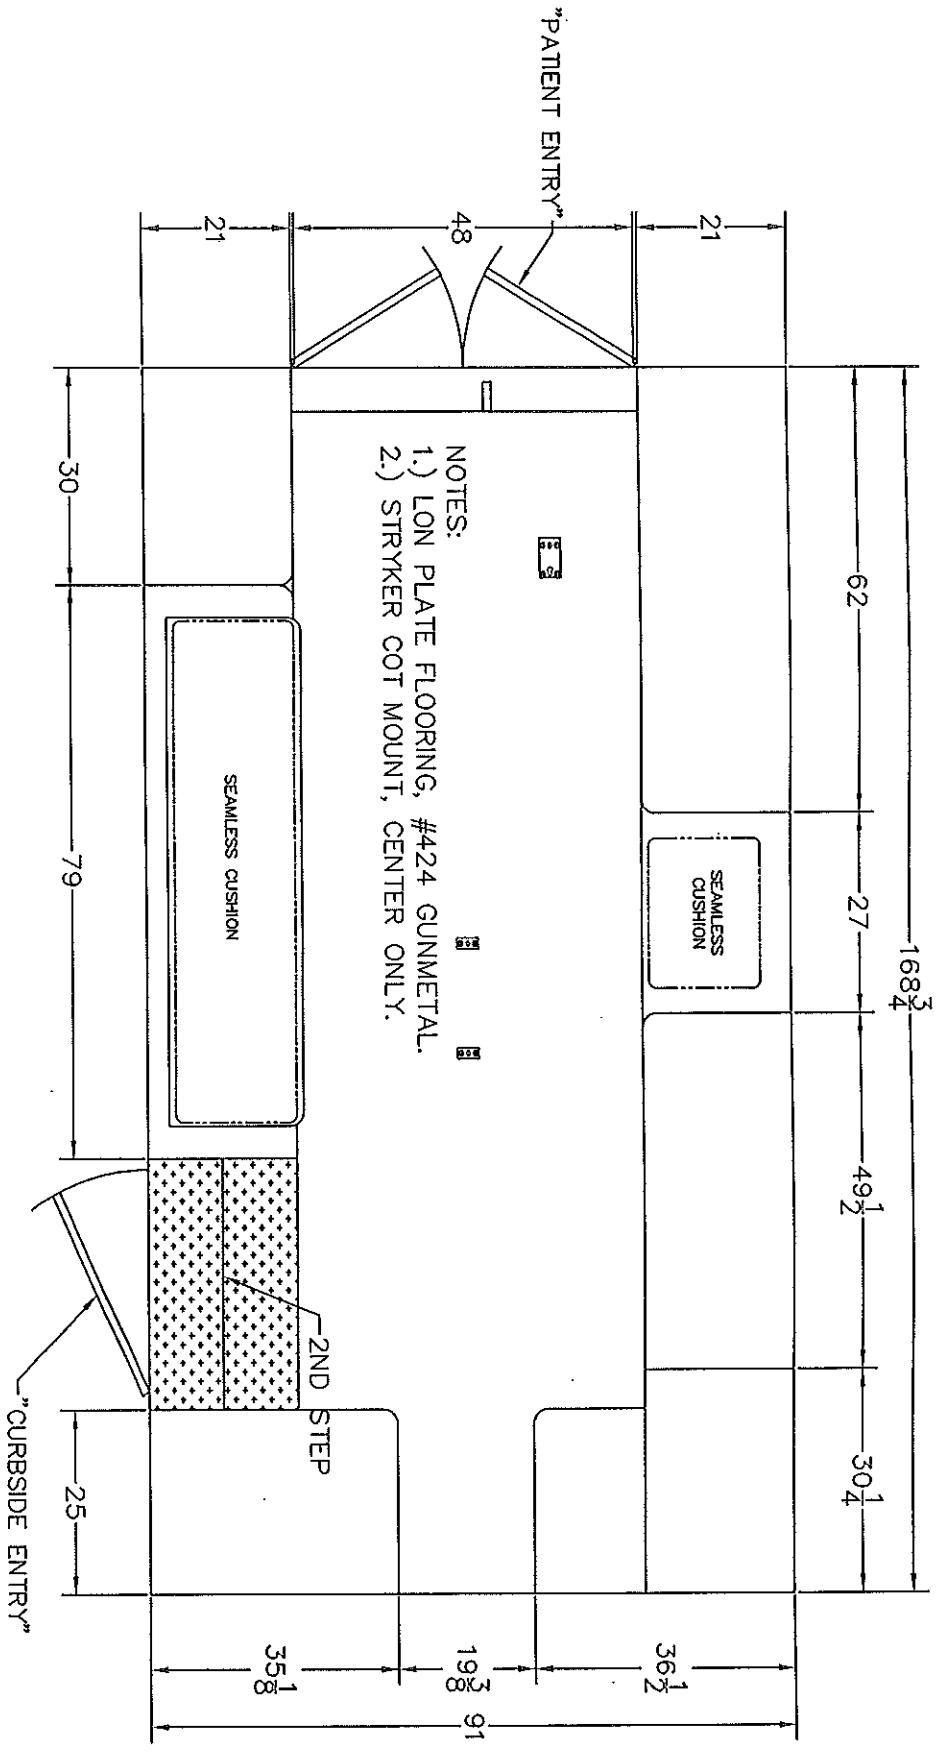 "PATIENT ENTRY"
21
48
21
168 3/4
62
27
49 1/2
30 1/4
SEAMLESS
CUSHION
NOTES:
1.) LON PLATE FLOORING, #424 GUNMETAL.
2.) STRYKER COT MOUNT, CENTER ONLY.
SEAMLESS CUSHION
2ND STEP
30
79
25
"CURBSIDE ENTRY"
36 1/2
19 3/8
35 1/8
91